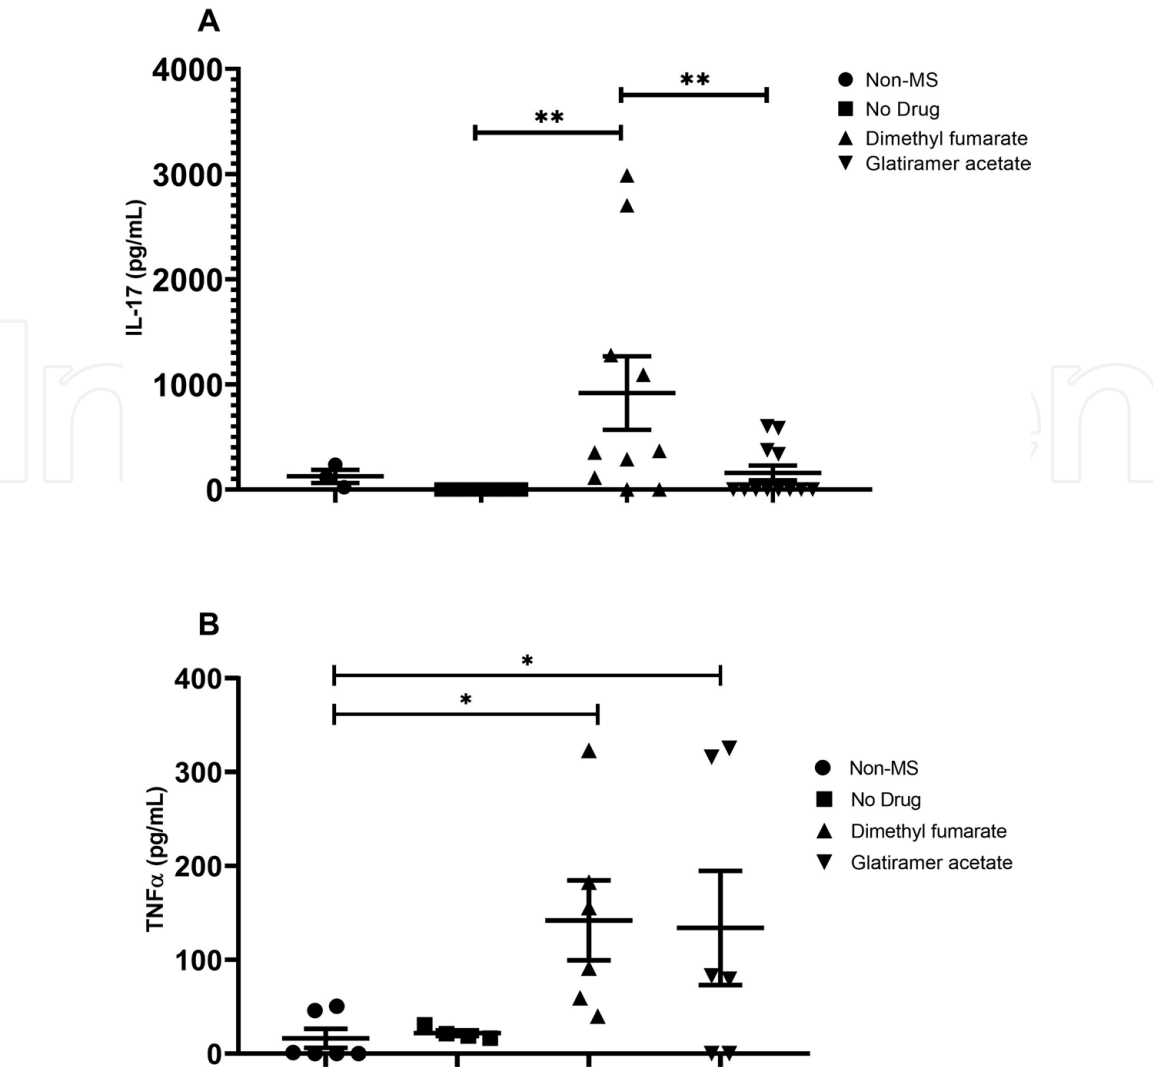 A
4000
3000
2000
1000
0
IL-17 (pg/mL)
**
**
Non-MS
No Drug
Dimethyl fumarate
Glatiramer acetate
B
400
300
200
100
0
TNFα (pg/mL)
*
*
Non-MS
No Drug
Dimethyl fumarate
Glatiramer acetate